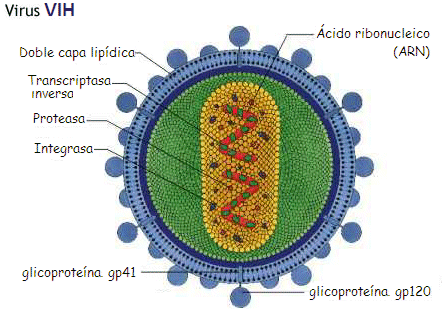 Virus VIH
Ácido ribonucleico
(ARN)
Doble capa lipídica
Transcriptasa
inversa
Proteasa
Integrasa
glicoproteína. gp41
glicoproteína. gp120